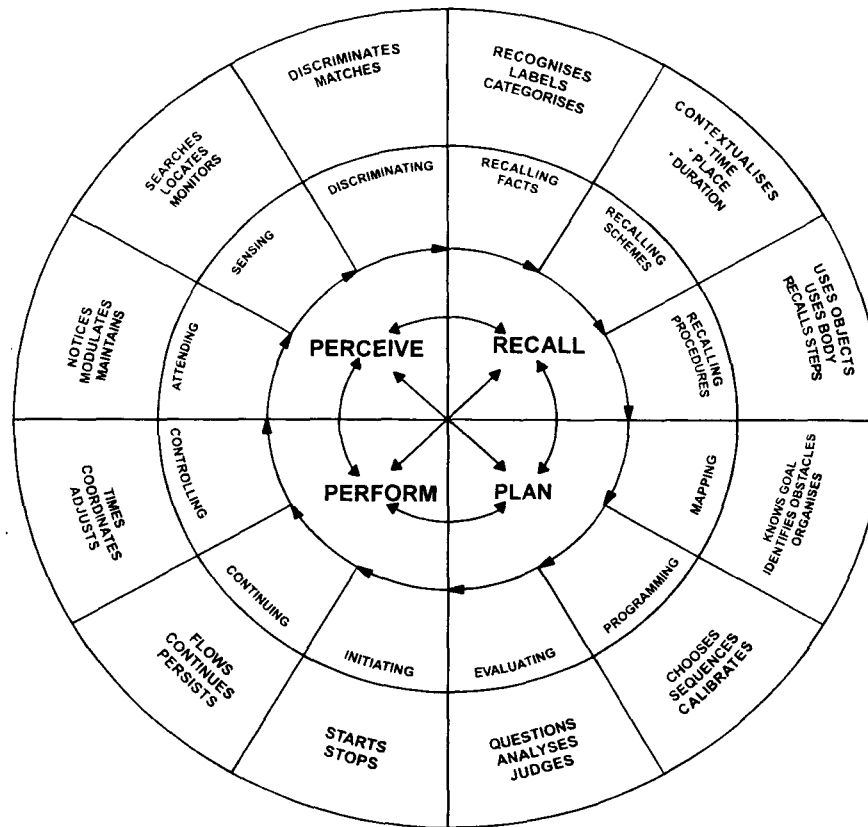 DISCRIMINATES
MATCHES
RECOGNISES
LABELS
CATEGORISES
CONTEXTUALISES
* TIME
* PLACE
* DURATION
USES OBJECTS
USES BODY
RECALLS STEPS
KNOWS GOAL
IDENTIFIES OBSTACLES
ORGANISES
CHOOSES
SEQUENCES
CALIBRATES
QUESTIONS
ANALYSES
JUDGES
STARTS
STOPS
FLOWS
CONTINUES
PERSISTS
TIMES
COORDINATES
ADJUSTS
NOTICES
MODULATES
MAINTAINS
SEARCHES
LOCATES
MONITORS
DISCRIMINATING
RECALLING
FACTS
RECALLING
SCHEMES
RECALLING
PROCEDURES
MAPPING
PROGRAMMING
EVALUATING
INITIATING
CONTINUING
CONTROLLING
ATTENDING
SENSING
PERCEIVE
RECALL
PERFORM
PLAN